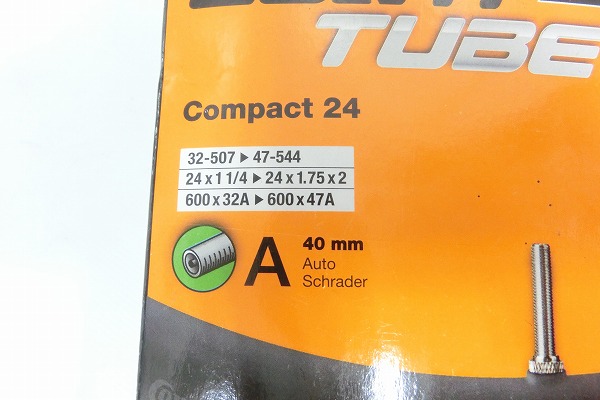 TUBE
Compact 24
32-507 ▶ 47-544
24 x 1 1/4 ▶ 24 x 1.75 x 2
600 x 32A ▶ 600 x 47A
A
40 mm
Auto
Schrader